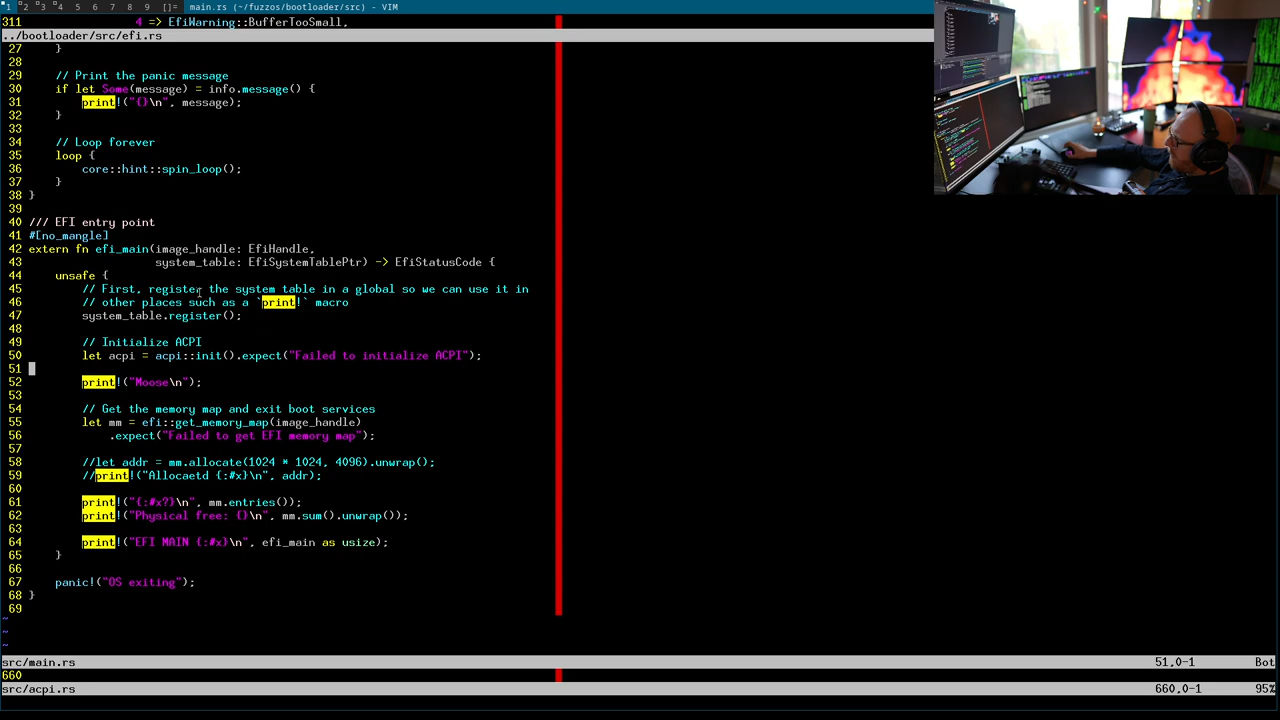 1 2 3 4 5 6 7 8 9 []= main.rs (~/fuzzos/bootloader/src) - VIM
311                 4 => EfiWarning::BufferTooSmall,
../bootloader/src/efi.rs
27     }
28
29     // Print the panic message
30     if let Some(message) = info.message() {
31         print!("{}\n", message);
32     }
33
34     // Loop forever
35     loop {
36         core::hint::spin_loop();
37     }
38 }
39
40 /// EFI entry point
41 #[no_mangle]
42 extern fn efi_main(image_handle: EfiHandle,
43                    system_table: EfiSystemTablePtr) -> EfiStatusCode {
44     unsafe {
45         // First, register the system table in a global so we can use it in
46         // other places such as a `print!` macro
47         system_table.register();
48
49         // Initialize ACPI
50         let acpi = acpi::init().expect("Failed to initialize ACPI");
51
52         print!("Moose\n");
53
54         // Get the memory map and exit boot services
55         let mm = efi::get_memory_map(image_handle)
56             .expect("Failed to get EFI memory map");
57
58         //let addr = mm.allocate(1024 * 1024, 4096).unwrap();
59         //print!("Allocaetd {:#x}\n", addr);
60
61         print!("{:#x?}\n", mm.entries());
62         print!("Physical free: {}\n", mm.sum().unwrap());
63
64         print!("EFI MAIN {:#x}\n", efi_main as usize);
65     }
66
67     panic!("OS exiting");
68 }
69
~
~
~
src/main.rs 51,0-1 Bot
660
src/acpi.rs 660,0-1 95%